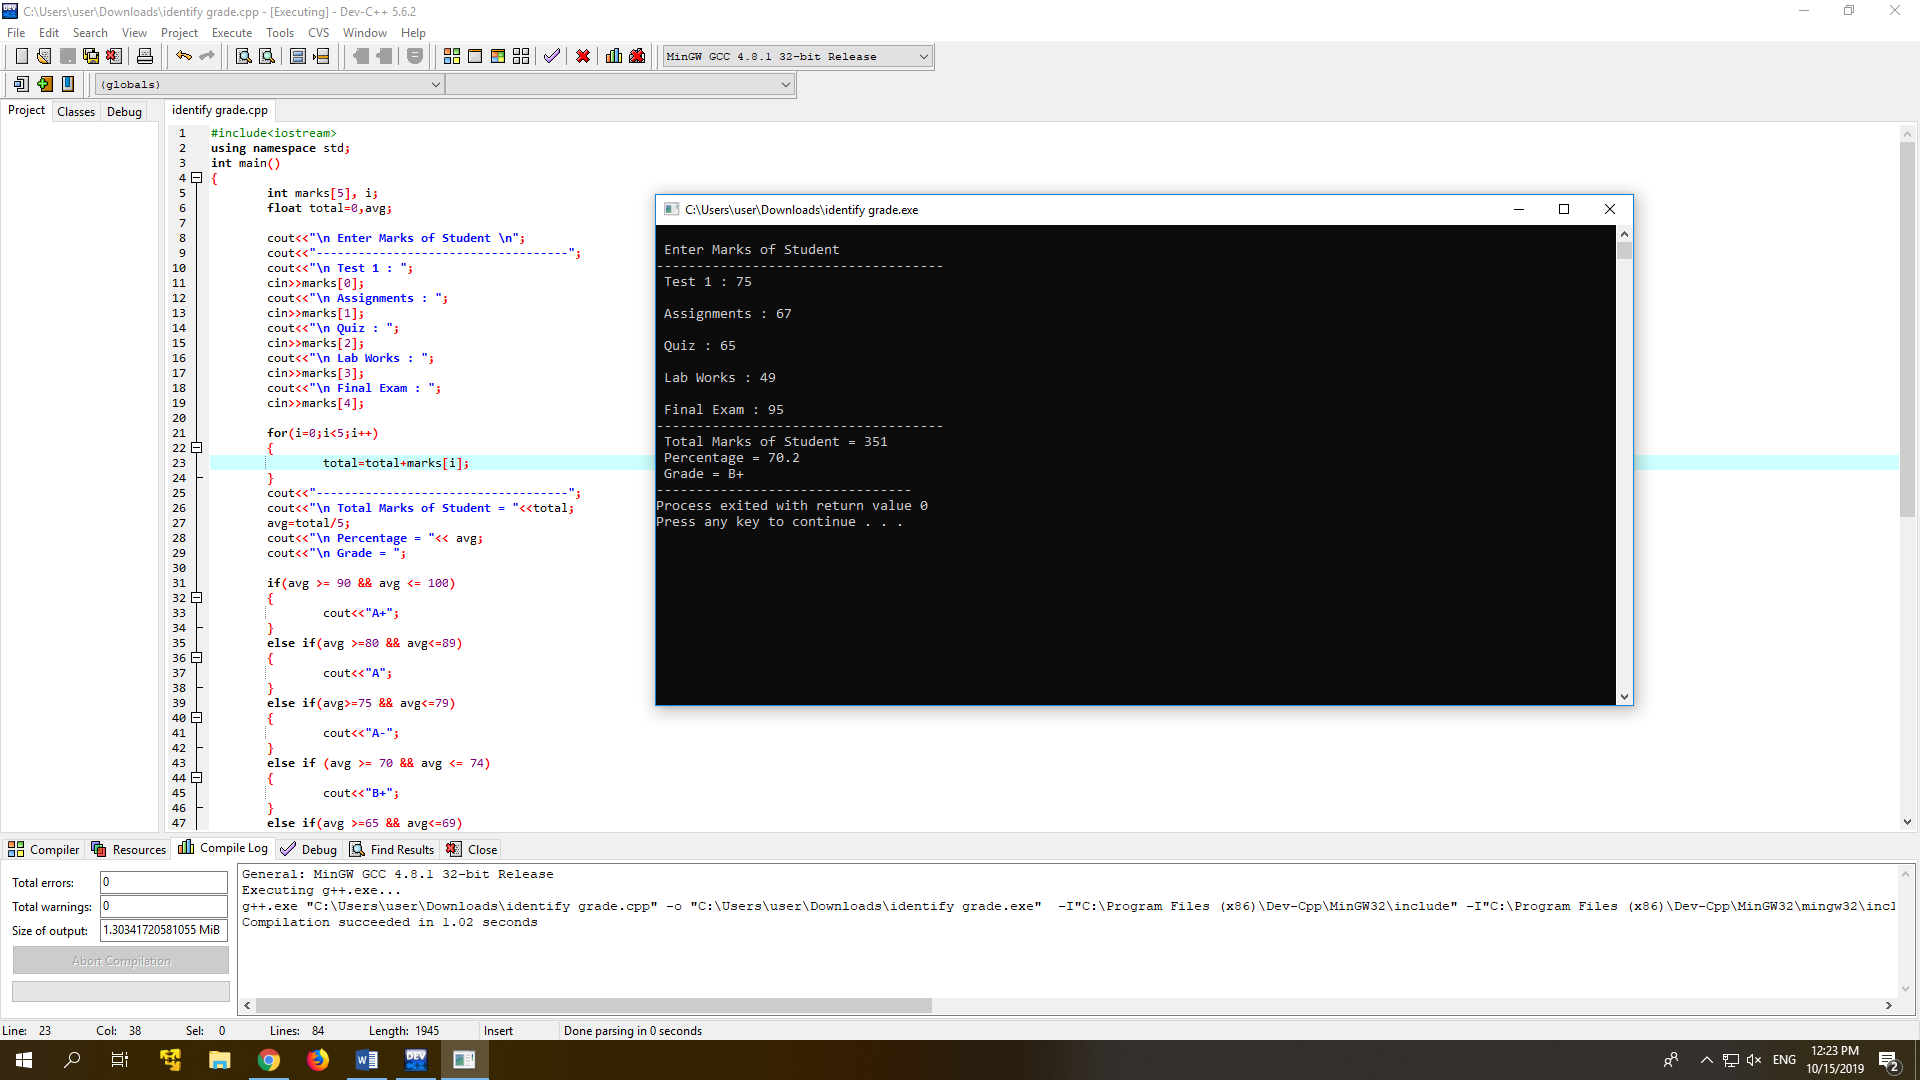 C:\Users\user\Downloads\identify grade.cpp - [Executing] - Dev-C++ 5.6.2
File Edit Search View Project Execute Tools CVS Window Help
MinGW GCC 4.8.1 32-bit Release
(globals)
Project Classes Debug
identify grade.cpp
1 #include<iostream>
2 using namespace std;
3 int main()
4 {
5 int marks[5], i;
6 float total=0,avg;
7
8 cout<<"\n Enter Marks of Student \n";
9 cout<<"------------------------------------";
10 cout<<"\n Test 1 : ";
11 cin>>marks[0];
12 cout<<"\n Assignments : ";
13 cin>>marks[1];
14 cout<<"\n Quiz : ";
15 cin>>marks[2];
16 cout<<"\n Lab Works : ";
17 cin>>marks[3];
18 cout<<"\n Final Exam : ";
19 cin>>marks[4];
20
21 for(i=0;i<5;i++)
22 {
23 total=total+marks[i];
24 }
25 cout<<"------------------------------------";
26 cout<<"\n Total Marks of Student = "<<total;
27 avg=total/5;
28 cout<<"\n Percentage = "<< avg;
29 cout<<"\n Grade = ";
30
31 if(avg >= 90 && avg <= 100)
32 {
33 cout<<"A+";
34 }
35 else if(avg >=80 && avg<=89)
36 {
37 cout<<"A";
38 }
39 else if(avg>=75 && avg<=79)
40 {
41 cout<<"A-";
42 }
43 else if (avg >= 70 && avg <= 74)
44 {
45 cout<<"B+";
46 }
47 else if(avg >=65 && avg<=69)
C:\Users\user\Downloads\identify grade.exe
Enter Marks of Student
------------------------------------
Test 1 : 75
Assignments : 67
Quiz : 65
Lab Works : 49
Final Exam : 95
------------------------------------
Total Marks of Student = 351
Percentage = 70.2
Grade = B+
--------------------------------
Process exited with return value 0
Press any key to continue . . .
Compiler Resources Compile Log Debug Find Results Close
Total errors: 0
Total warnings: 0
Size of output: 1.30341720581055 MiB
Abort Compilation
General: MinGW GCC 4.8.1 32-bit Release
Executing g++.exe...
g++.exe "C:\Users\user\Downloads\identify grade.cpp" -o "C:\Users\user\Downloads\identify grade.exe"  -I"C:\Program Files (x86)\Dev-Cpp\MinGW32\include" -I"C:\Program Files (x86)\Dev-Cpp\MinGW32\mingw32\incl
Compilation succeeded in 1.02 seconds
Line: 23 Col: 38 Sel: 0 Lines: 84 Length: 1945 Insert Done parsing in 0 seconds
DEV
ENG
12:23 PM
10/15/2019
2